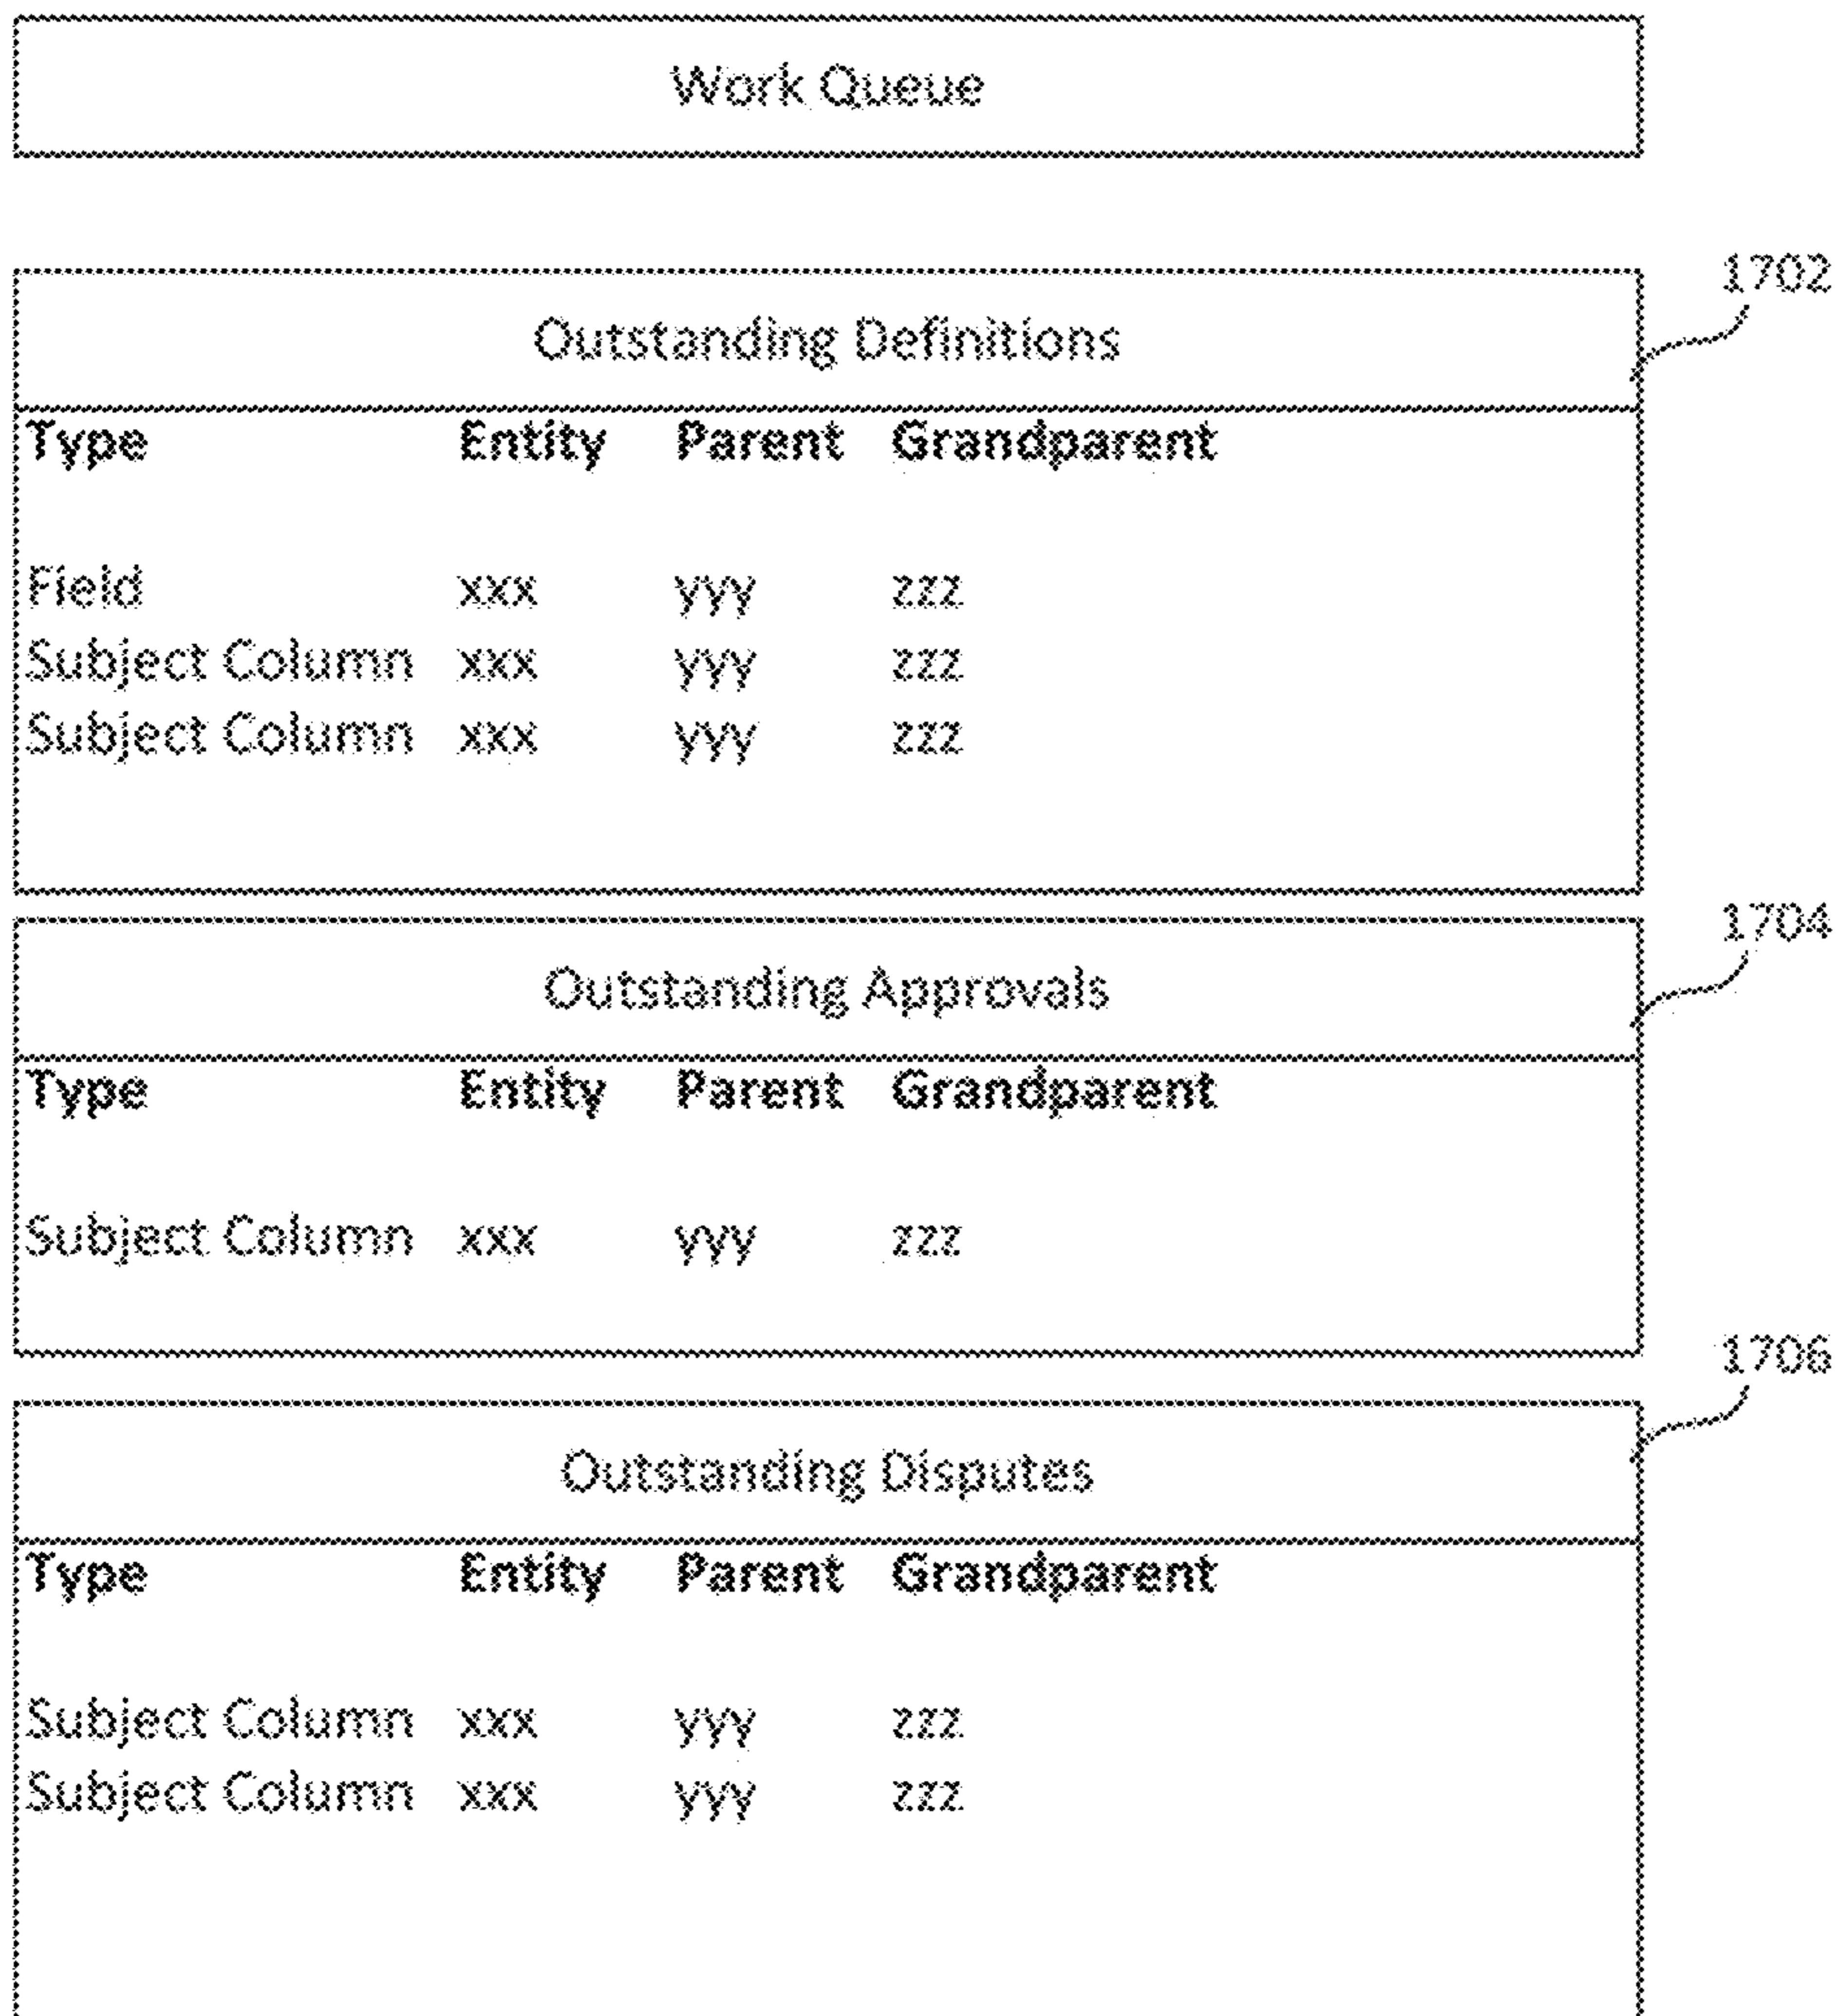 Work Queue
1702
Outstanding Definitions
Type Entity Parent Grandparent
Field xxx yyy zzz
Subject Column xxx yyy zzz
Subject Column xxx yyy zzz
1704
Outstanding Approvals
Type Entity Parent Grandparent
Subject Column xxx yyy zzz
1706
Outstanding Disputes
Type Entity Parent Grandparent
Subject Column xxx yyy zzz
Subject Column xxx yyy zzz